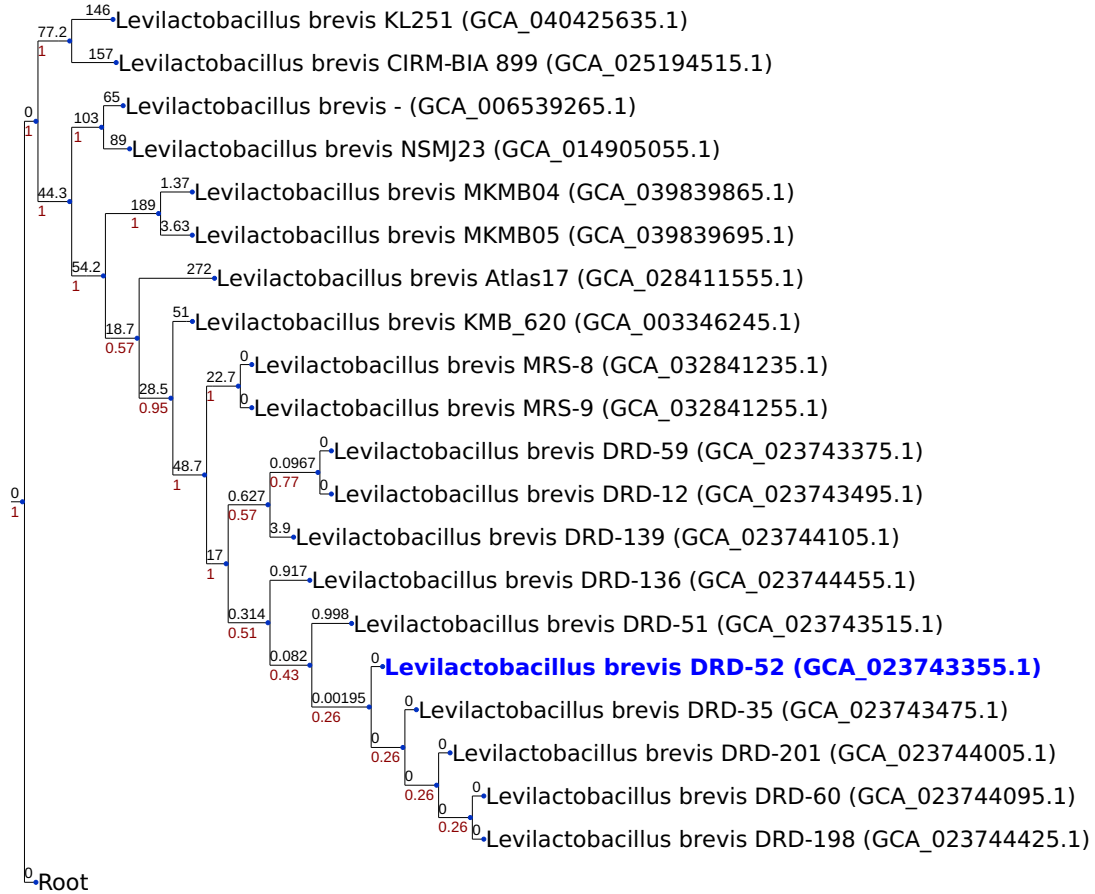 146
Levilactobacillus brevis KL251 (GCA_040425635.1)
77.2
1
157
Levilactobacillus brevis CIRM-BIA 899 (GCA_025194515.1)
65
Levilactobacillus brevis - (GCA_006539265.1)
0
1
103
1
89
Levilactobacillus brevis NSMJ23 (GCA_014905055.1)
1.37
Levilactobacillus brevis MKMB04 (GCA_039839865.1)
44.3
1
189
1
3.63
Levilactobacillus brevis MKMB05 (GCA_039839695.1)
54.2
1
272
Levilactobacillus brevis Atlas17 (GCA_028411555.1)
51
Levilactobacillus brevis KMB_620 (GCA_003346245.1)
18.7
0.57
0
Levilactobacillus brevis MRS-8 (GCA_032841235.1)
28.5
0.95
22.7
1
0
Levilactobacillus brevis MRS-9 (GCA_032841255.1)
0
Levilactobacillus brevis DRD-59 (GCA_023743375.1)
48.7
1
0.0967
0.77
0
Levilactobacillus brevis DRD-12 (GCA_023743495.1)
0
1
0.627
0.57
3.9
Levilactobacillus brevis DRD-139 (GCA_023744105.1)
17
1
0.917
Levilactobacillus brevis DRD-136 (GCA_023744455.1)
0.314
0.51
0.998
Levilactobacillus brevis DRD-51 (GCA_023743515.1)
0.082
0.43
0
Levilactobacillus brevis DRD-52 (GCA_023743355.1)
0.00195
0.26
0
Levilactobacillus brevis DRD-35 (GCA_023743475.1)
0
0.26
0
Levilactobacillus brevis DRD-201 (GCA_023744005.1)
0
0.26
0
Levilactobacillus brevis DRD-60 (GCA_023744095.1)
0
0.26
0
Levilactobacillus brevis DRD-198 (GCA_023744425.1)
0
Root